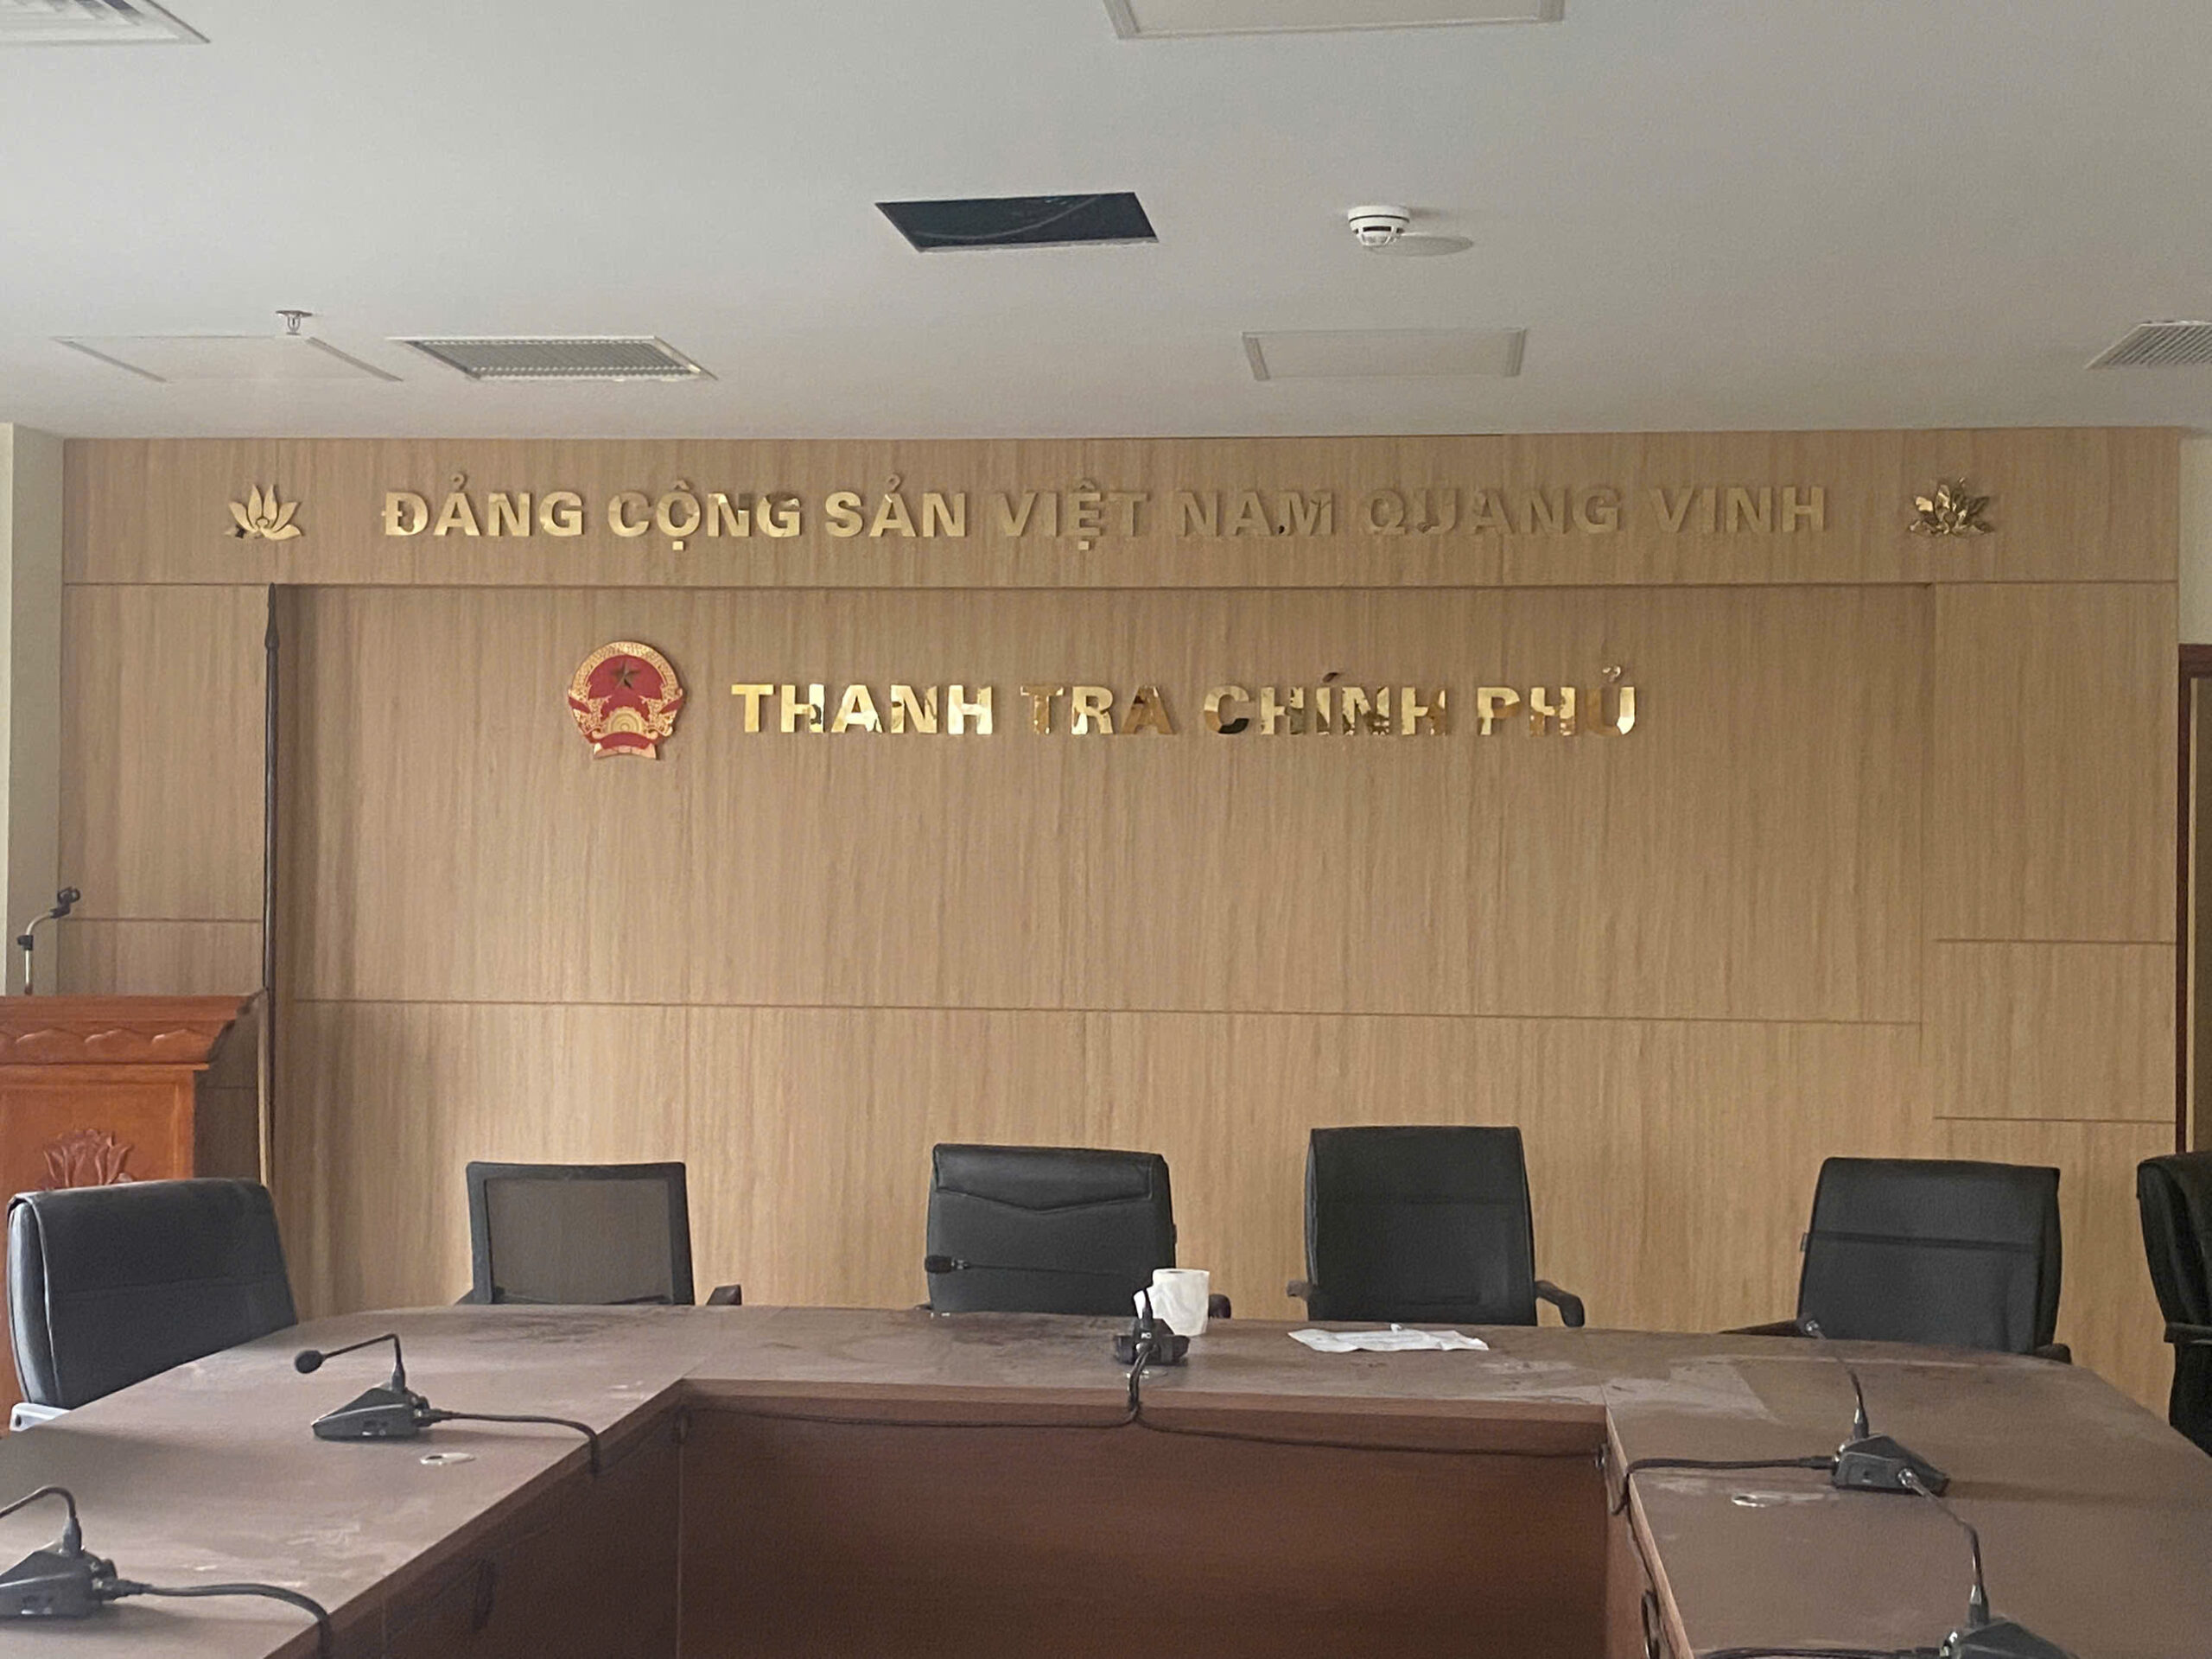 ĐẢNG CỘNG SẢN VIỆT NAM QUANG VINH
THANH TRA CHÍNH PHỦ